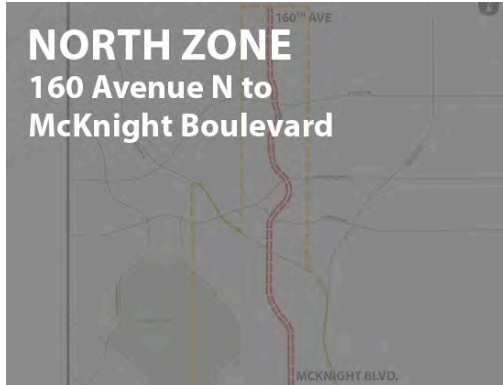 NORTH ZONE
160 Avenue N to
McKnight Boulevard
160TH AVE
MCKNIGHT BLVD.